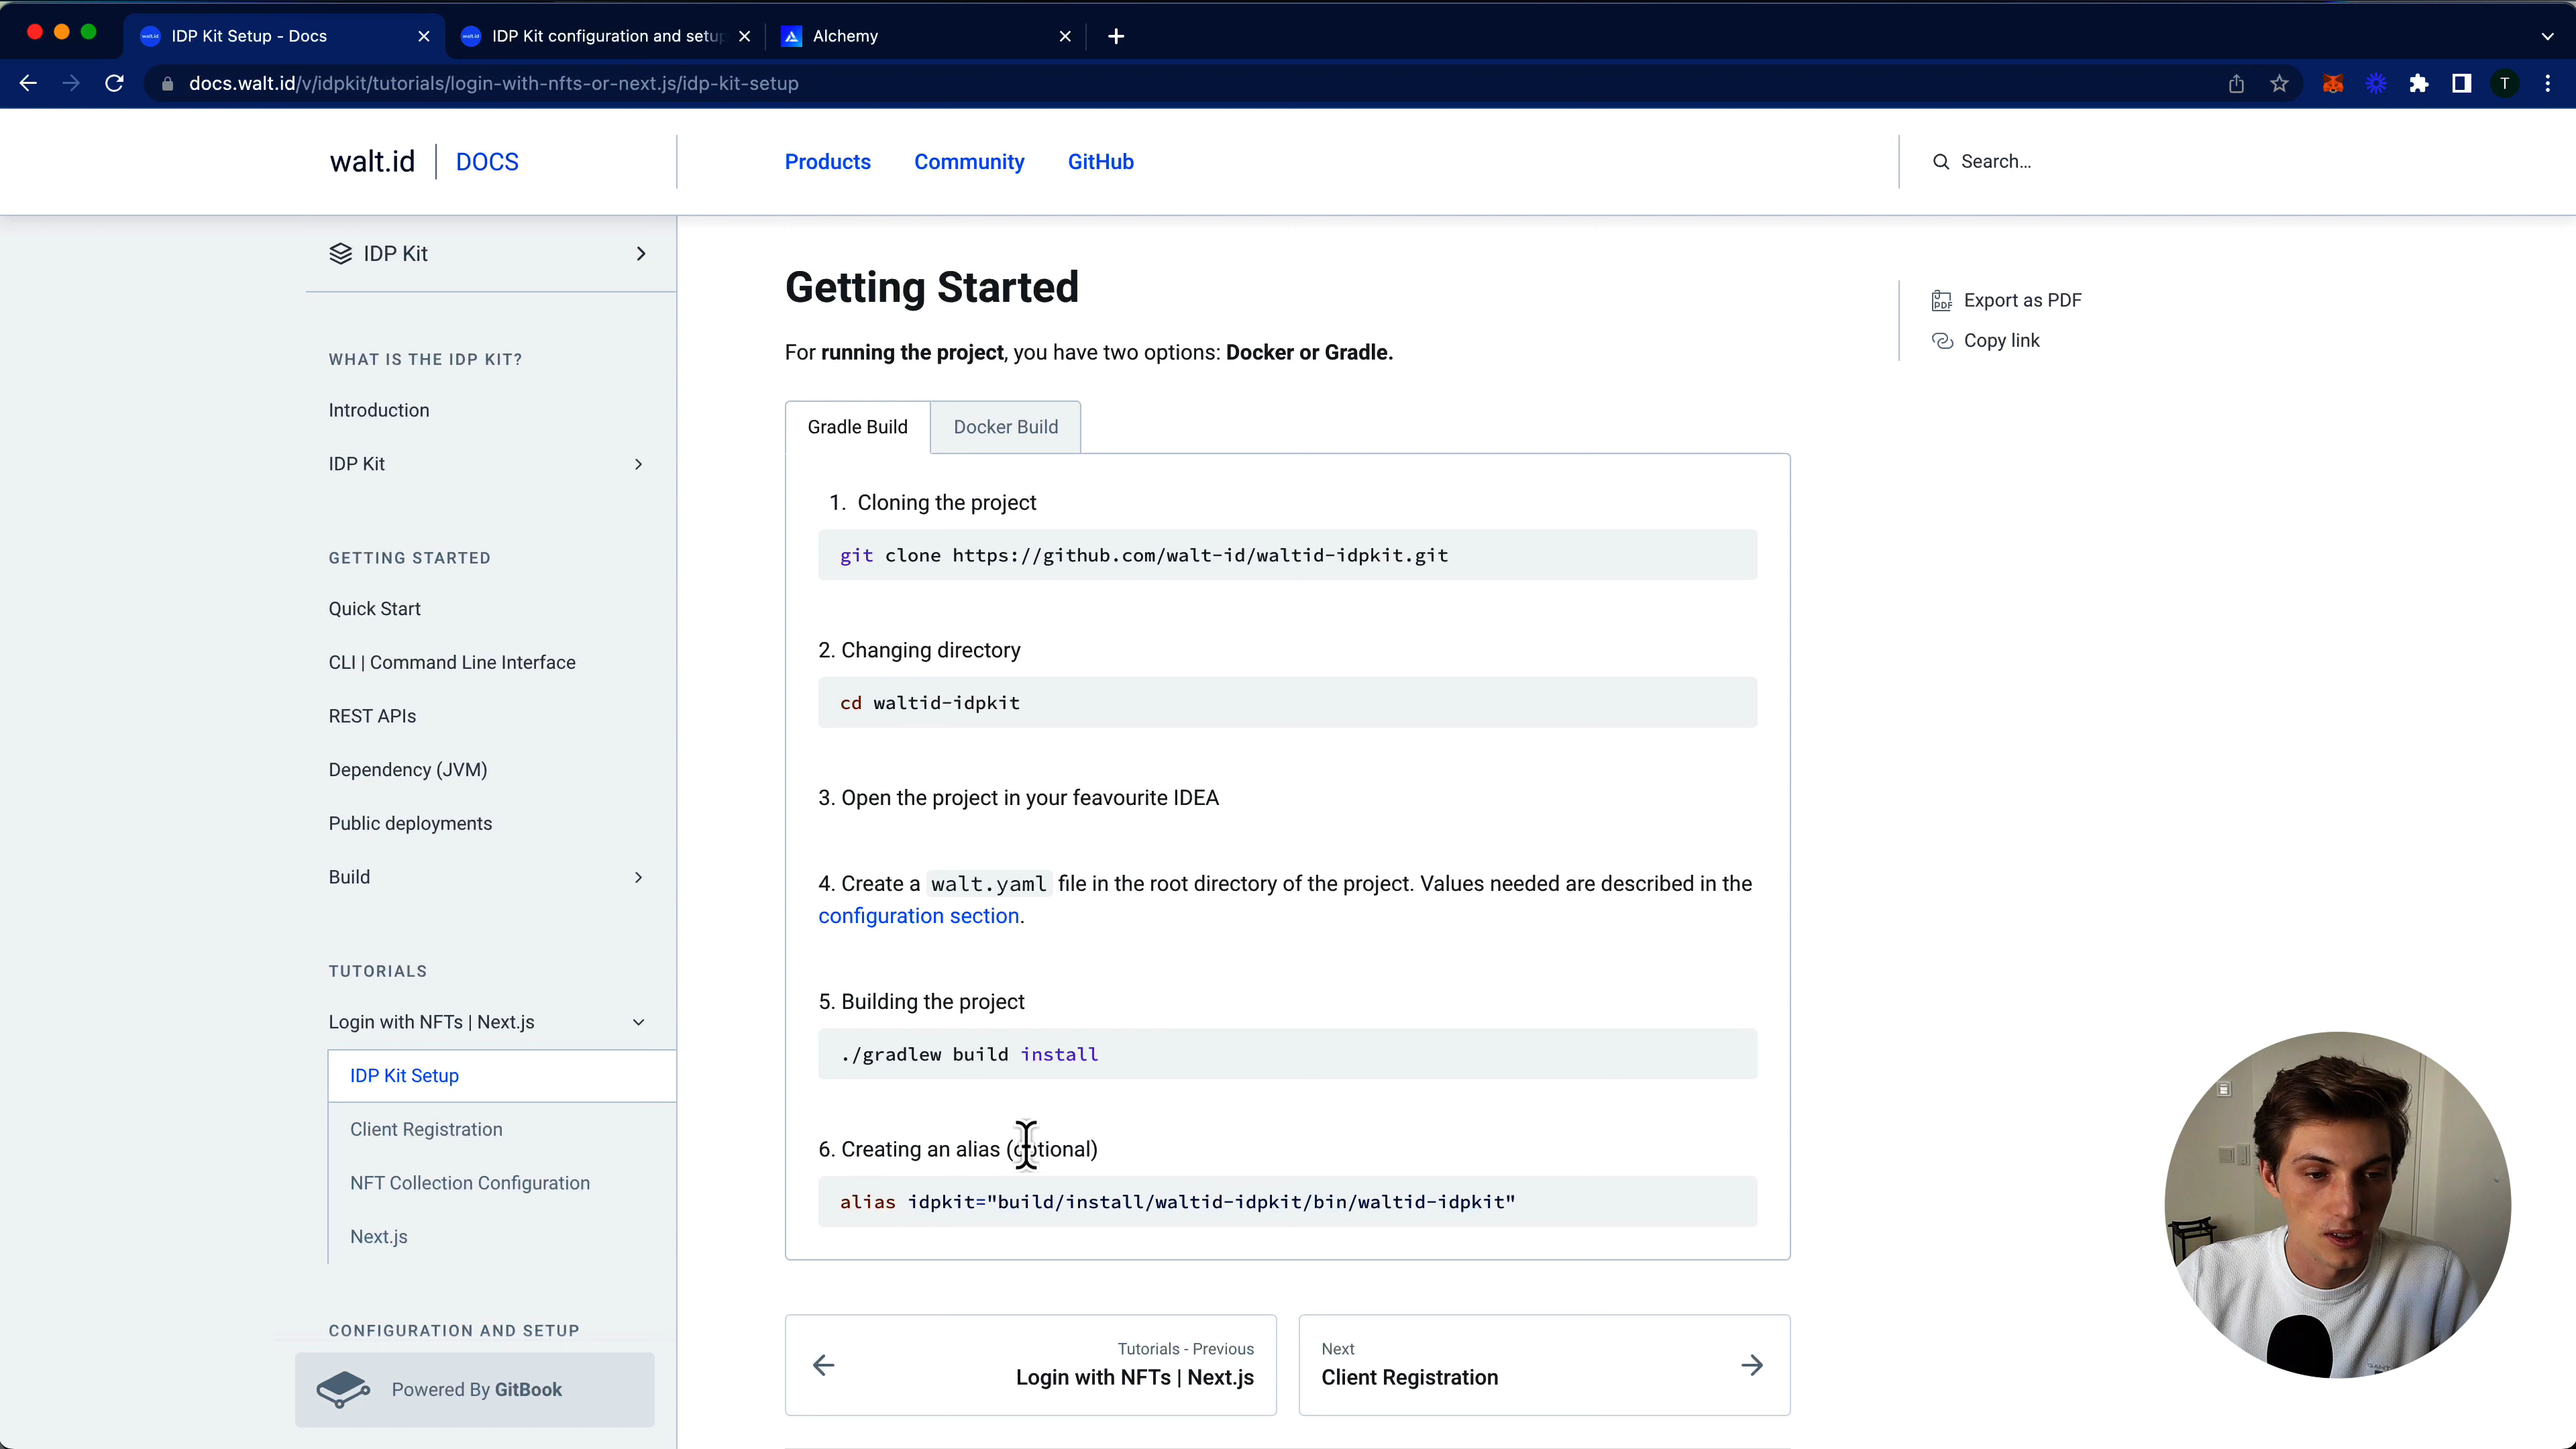 IDP Kit Setup - Docs
IDP Kit configuration and setup
Alchemy
docs.walt.id/v/idpkit/tutorials/login-with-nfts-or-next.js/idp-kit-setup
T
walt.id
DOCS
Products
Community
GitHub
Search...
IDP Kit
WHAT IS THE IDP KIT?
Introduction
IDP Kit
GETTING STARTED
Quick Start
CLI | Command Line Interface
REST APIs
Dependency (JVM)
Public deployments
Build
TUTORIALS
Login with NFTs | Next.js
IDP Kit Setup
Client Registration
NFT Collection Configuration
Next.js
CONFIGURATION AND SETUP
Powered By GitBook
Getting Started
For running the project, you have two options: Docker or Gradle.
Gradle Build
Docker Build
1. Cloning the project
git clone https://github.com/walt-id/waltid-idpkit.git
2. Changing directory
cd waltid-idpkit
3. Open the project in your feavourite IDEA
4. Create a walt.yaml file in the root directory of the project. Values needed are described in the
configuration section.
5. Building the project
./gradlew build install
6. Creating an alias (optional)
alias idpkit="build/install/waltid-idpkit/bin/waltid-idpkit"
Tutorials - Previous
Login with NFTs | Next.js
Next
Client Registration
Export as PDF
Copy link